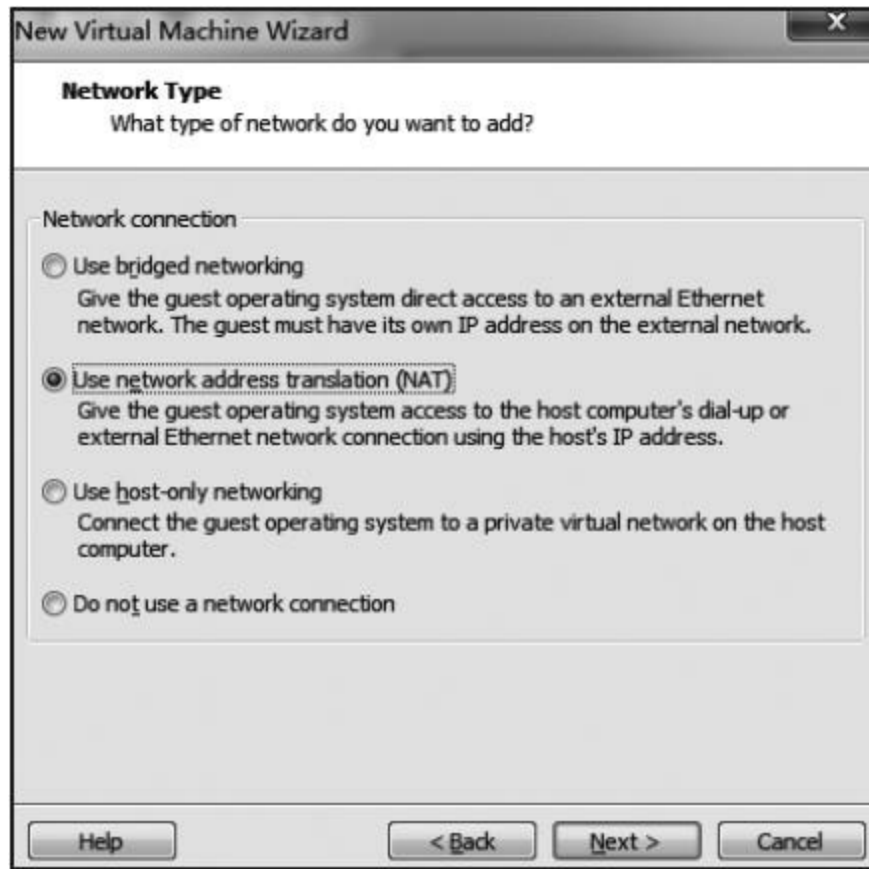 New Virtual Machine Wizard
Network Type
What type of network do you want to add?
Network connection
Use bridged networking
Give the guest operating system direct access to an external Ethernet
network. The guest must have its own IP address on the external network.
Use network address translation (NAT)
Give the guest operating system access to the host computer's dial-up or
external Ethernet network connection using the host's IP address.
Use host-only networking
Connect the guest operating system to a private virtual network on the host
computer.
Do not use a network connection
Help < Back Next > Cancel